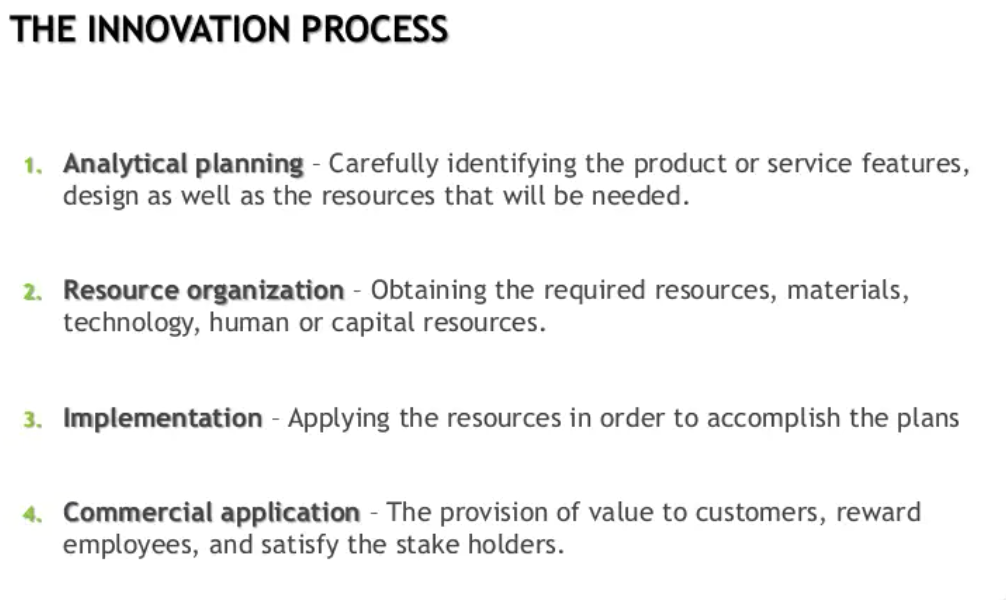 THE INNOVATION PROCESS
1. Analytical planning - Carefully identifying the product or service features,
design as well as the resources that will be needed.
2. Resource organization - Obtaining the required resources, materials,
technology, human or capital resources.
3. Implementation - Applying the resources in order to accomplish the plans
4. Commercial application - The provision of value to customers, reward
employees, and satisfy the stake holders.